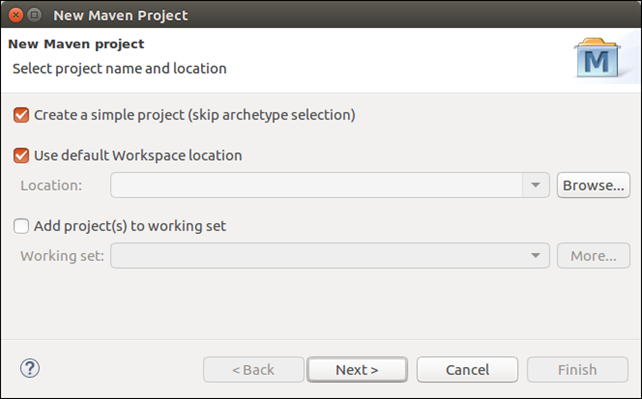 New Maven Project
New Maven project
Select project name and location
M
Create a simple project (skip archetype selection)
Use default Workspace location
Location: Browse...
Add project(s) to working set
Working set: More...
? < Back Next > Cancel Finish